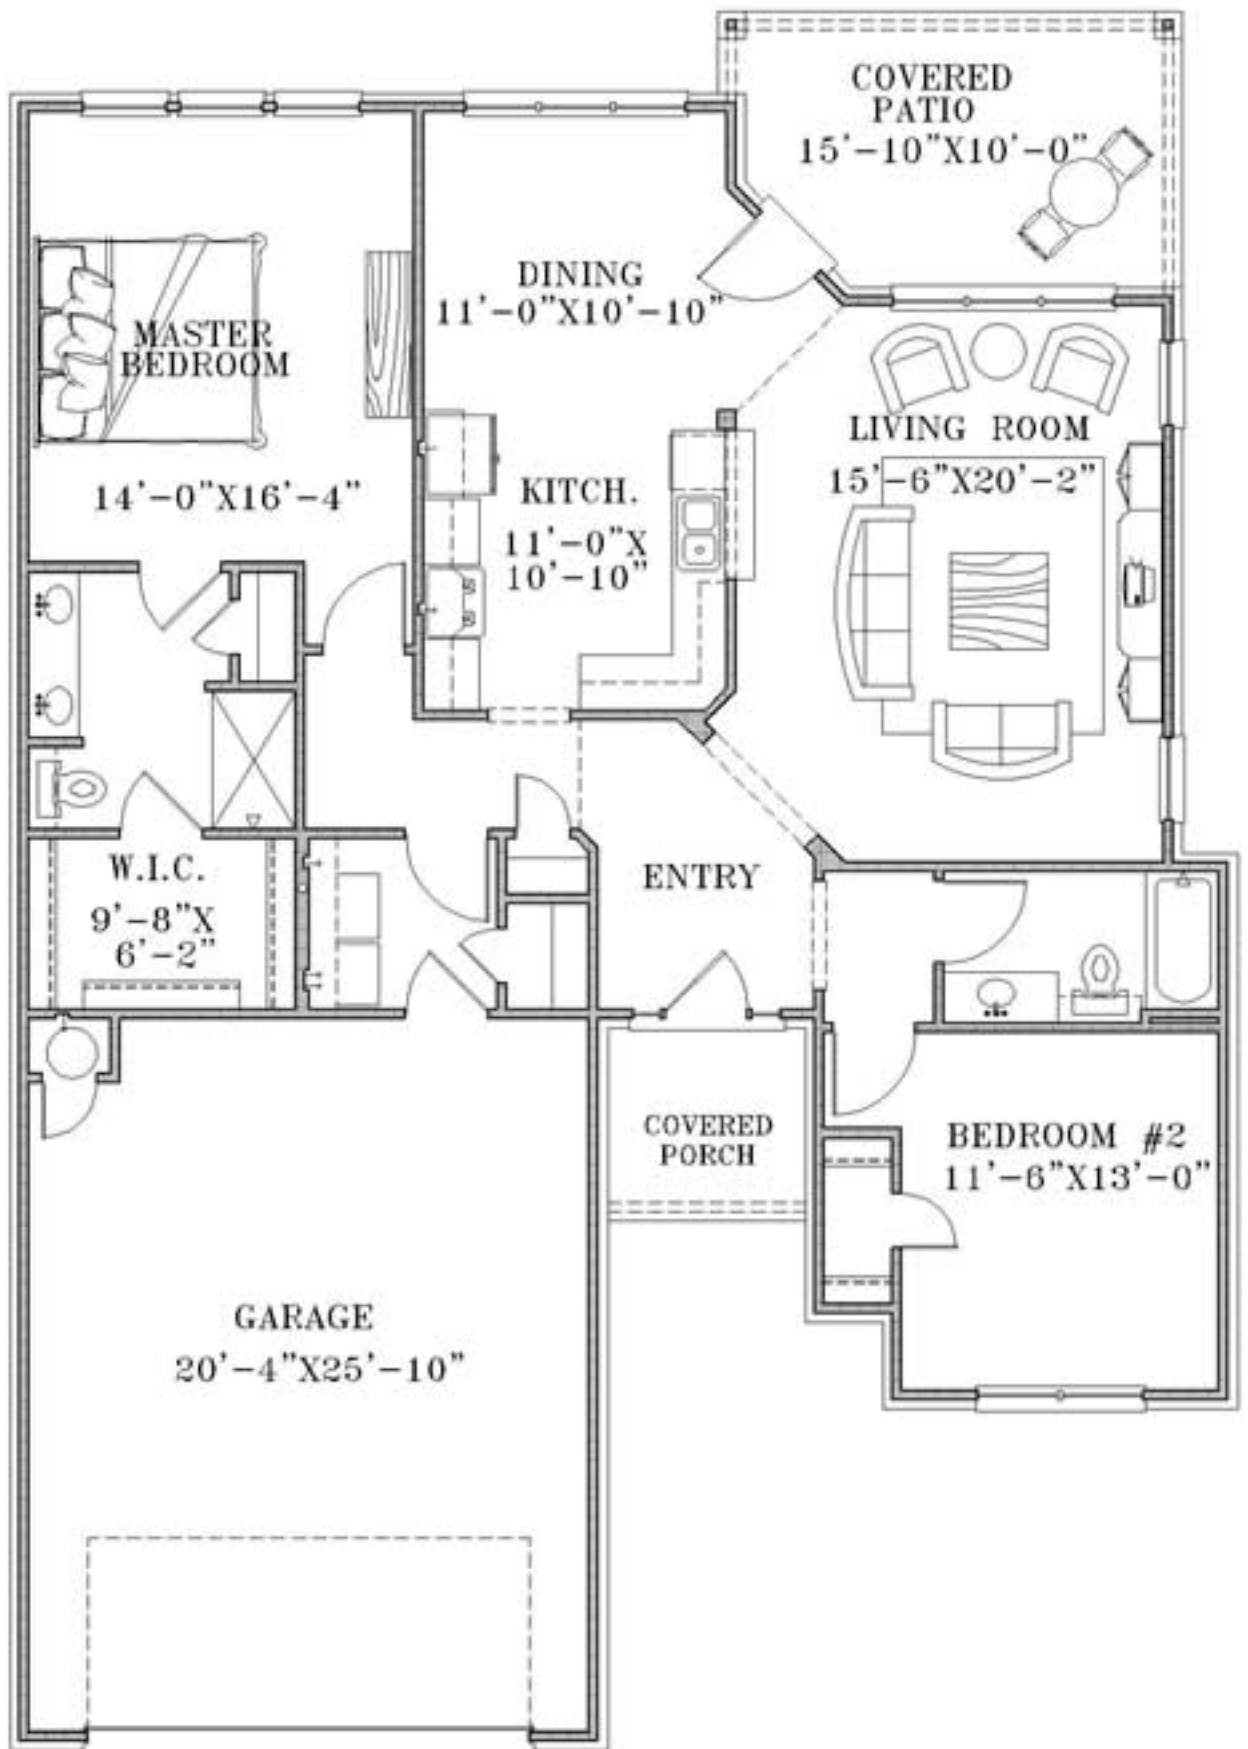 COVERED
PATIO
15'-10"X10'-0"
DINING
11'-0"X10'-10"
MASTER
BEDROOM
14'-0"X16'-4"
LIVING ROOM
15'-6"X20'-2"
KITCH.
11'-0"X
10'-10"
W.I.C.
9'-8"X
6'-2"
ENTRY
COVERED
PORCH
BEDROOM #2
11'-6"X13'-0"
GARAGE
20'-4"X25'-10"